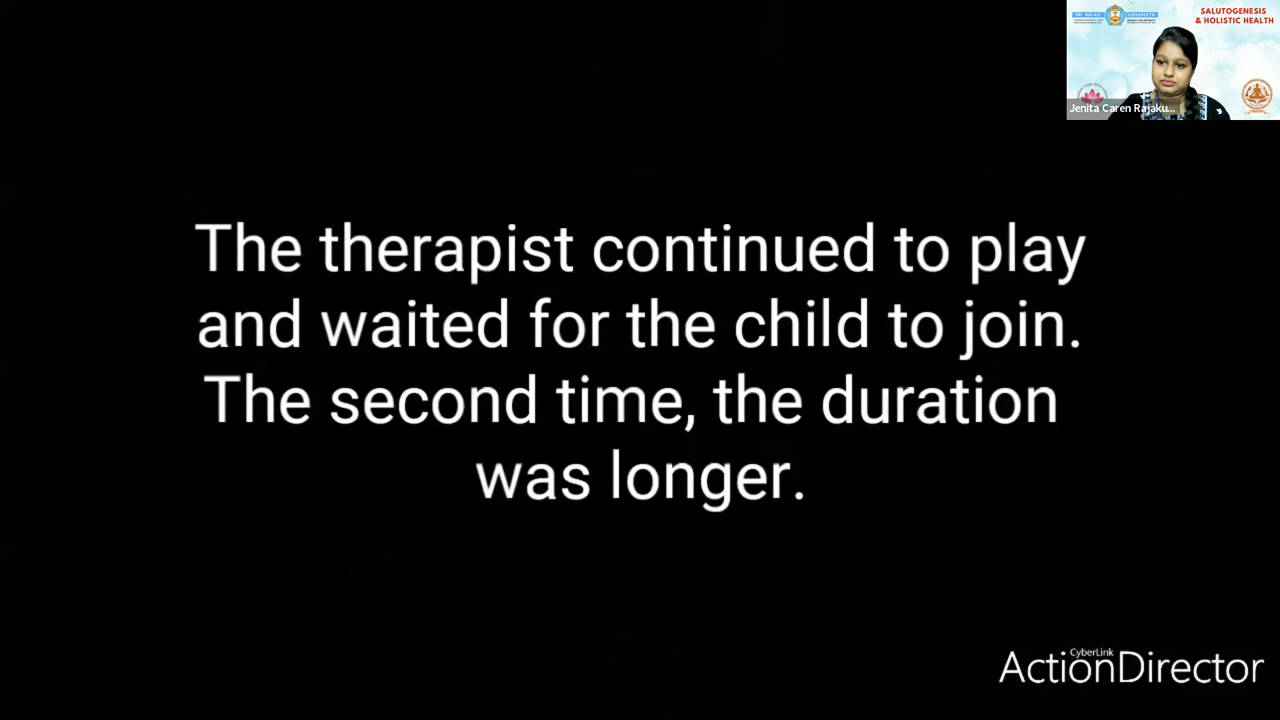 SALUTOGENESIS
& HOLISTIC HEALTH
Jenita Caren Rajaku...
The therapist continued to play
and waited for the child to join.
The second time, the duration
was longer.
CyberLink
ActionDirector